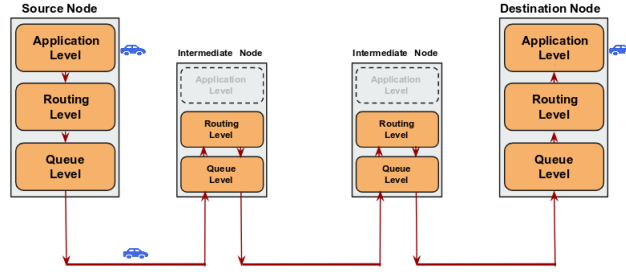 Source Node
Application
Level
Routing
Level
Queue
Level
Intermediate Node
Application
Level
Routing
Level
Queue
Level
Intermediate Node
Application
Level
Routing
Level
Queue
Level
Destination Node
Application
Level
Routing
Level
Queue
Level